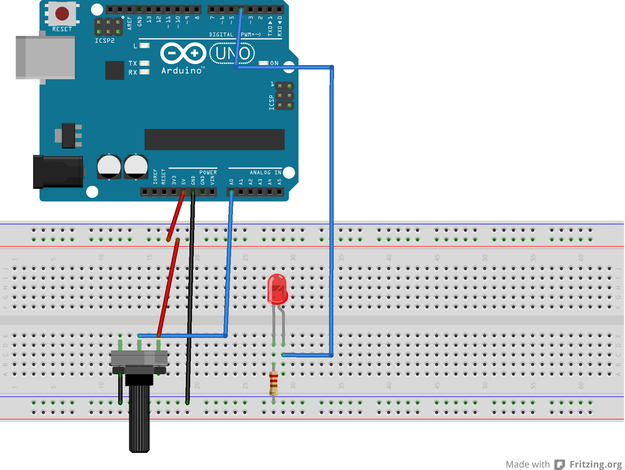 RESET
ICSP2
AREF
GND
13
12
~11
~10
~9
8
7
~6
~5
4
~3
2
TX▸1
RX◂0
DIGITAL (PWM~)
L
TX
RX
UNO
Arduino™
ON
1
ICSP
POWER
ANALOG IN
IOREF
RESET
3V3
5V
GND
GND
VIN
A0
A1
A2
A3
A4
A5
Made with Fritzing.org